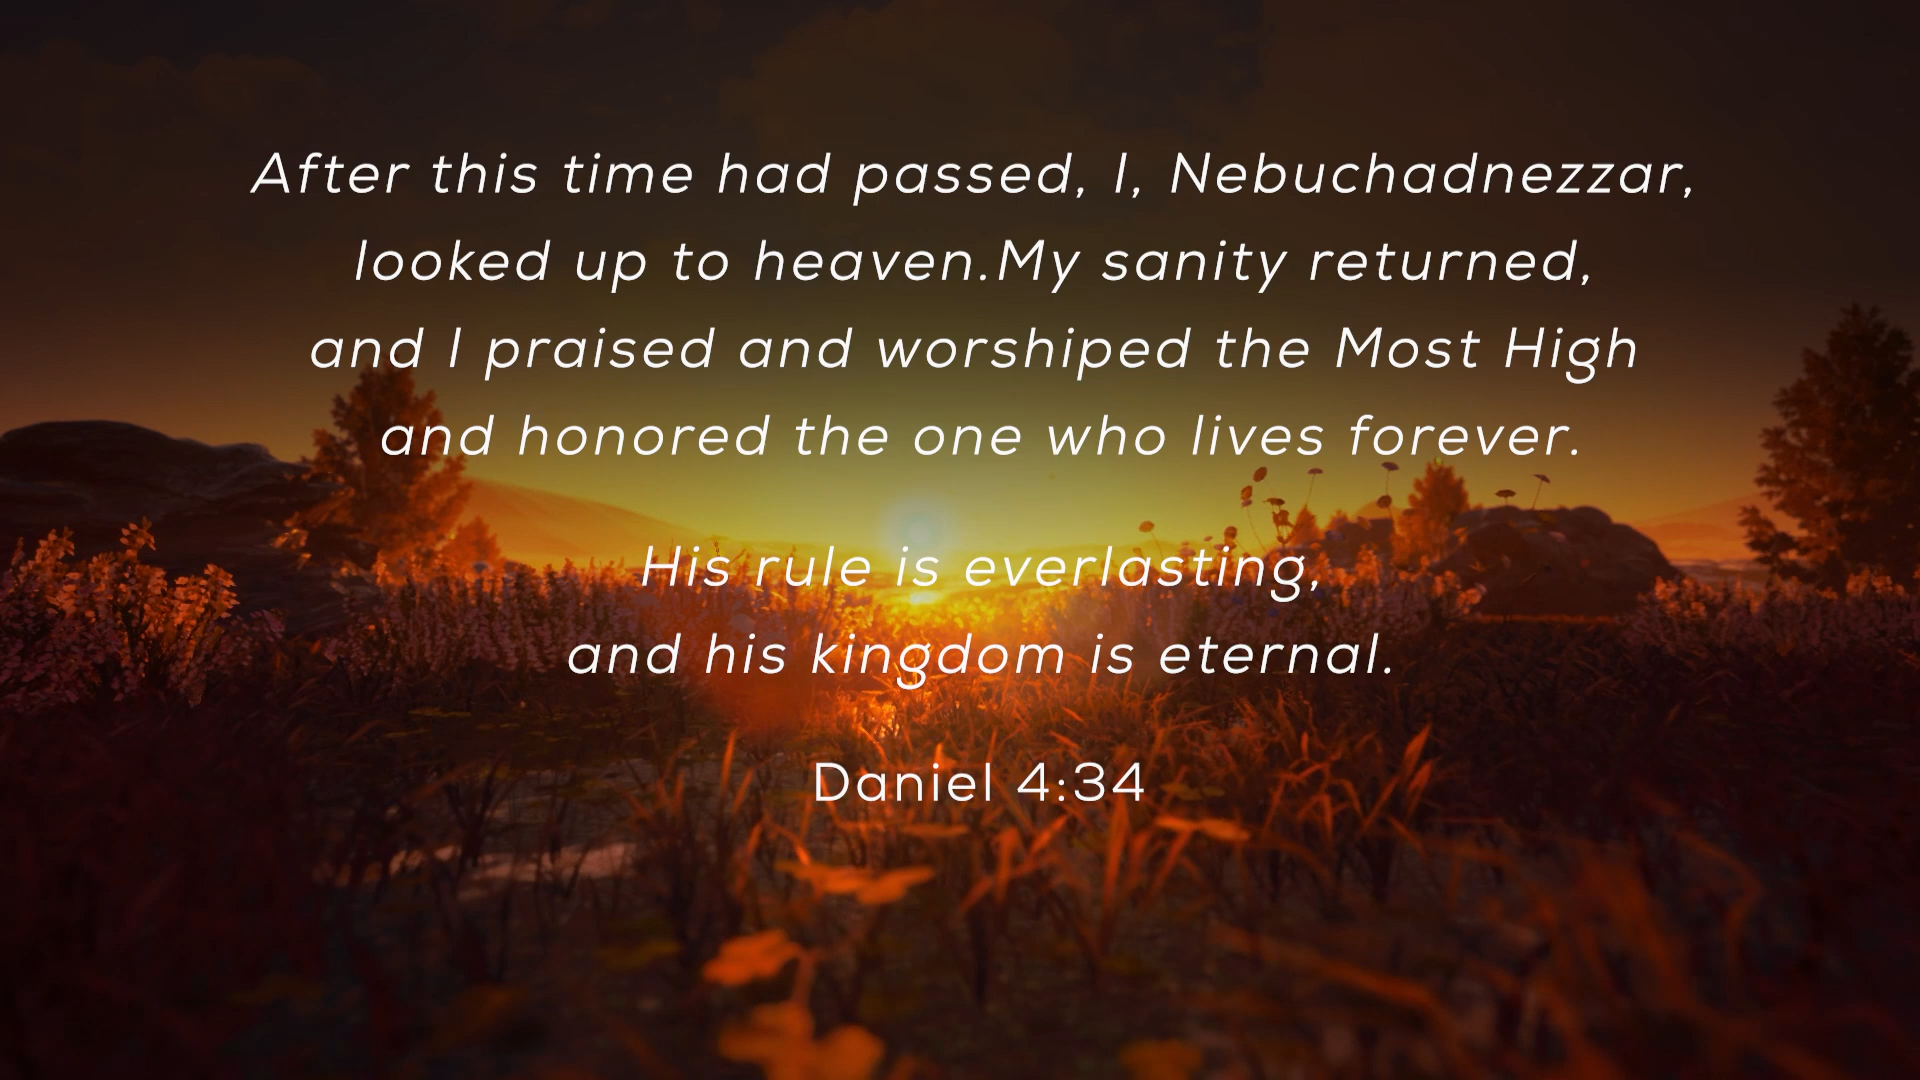 After this time had passed, I, Nebuchadnezzar,
looked up to heaven.My sanity returned,
and I praised and worshiped the Most High
and honored the one who lives forever.
His rule is everlasting,
and his kingdom is eternal.
Daniel 4:34